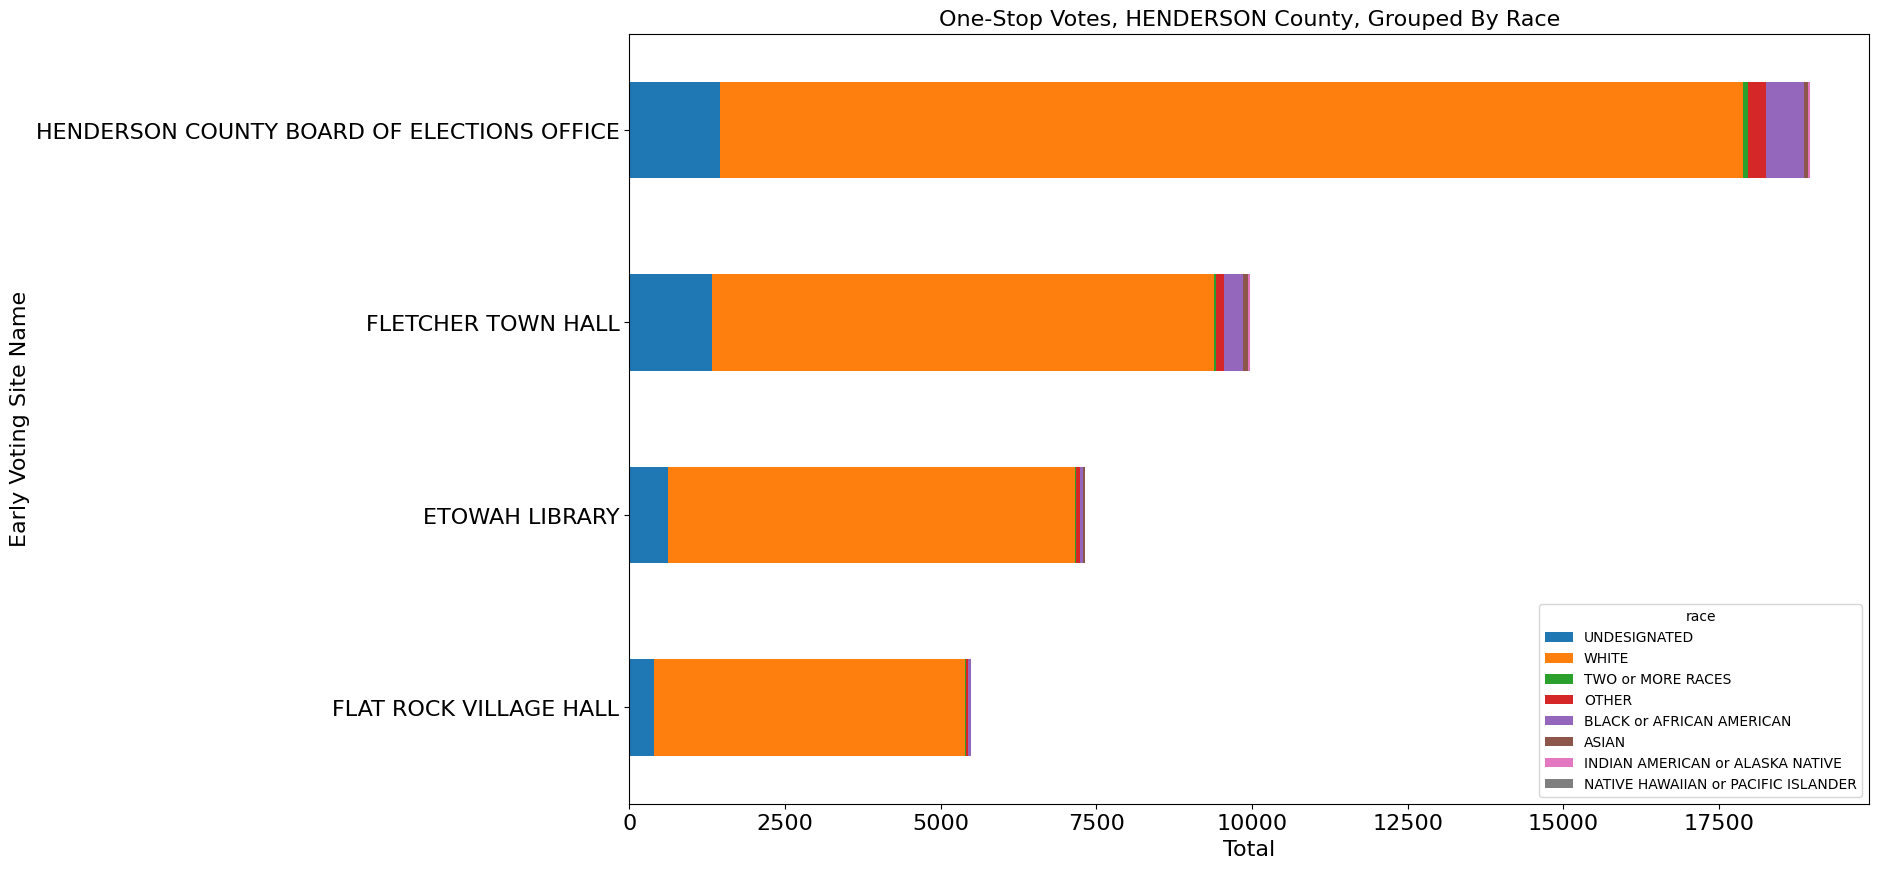 One-Stop Votes, HENDERSON County, Grouped By Race
Early Voting Site Name
HENDERSON COUNTY BOARD OF ELECTIONS OFFICE
FLETCHER TOWN HALL
ETOWAH LIBRARY
FLAT ROCK VILLAGE HALL
race
UNDESIGNATED
WHITE
TWO or MORE RACES
OTHER
BLACK or AFRICAN AMERICAN
ASIAN
INDIAN AMERICAN or ALASKA NATIVE
NATIVE HAWAIIAN or PACIFIC ISLANDER
0 2500 5000 7500 10000 12500 15000 17500
Total